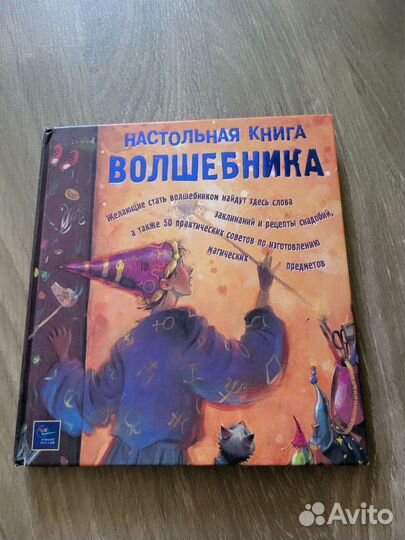 НАСТОЛЬНАЯ КНИГА
ВОЛШЕБНИКА
Желающие стать волшебником найдут здесь слова
заклинаний и рецепты снадобий,
а также 50 практических советов по изготовлению
магических предметов
Avito